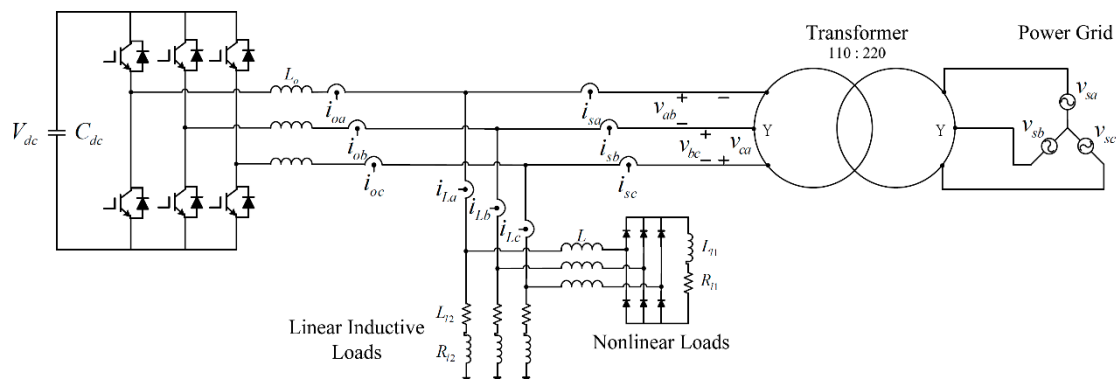 Transformer
110 : 220
Power Grid
V_dc
C_dc
L_o
i_oa
i_ob
i_oc
i_sa
i_sb
i_sc
v_ab
+
−
−
v_bc
+
−
v_ca
+
Y
Y
v_sa
v_sb
v_sc
i_La
i_Lb
i_Lc
L
L_l1
R_l1
L_l2
R_l2
Linear Inductive
Loads
Nonlinear Loads